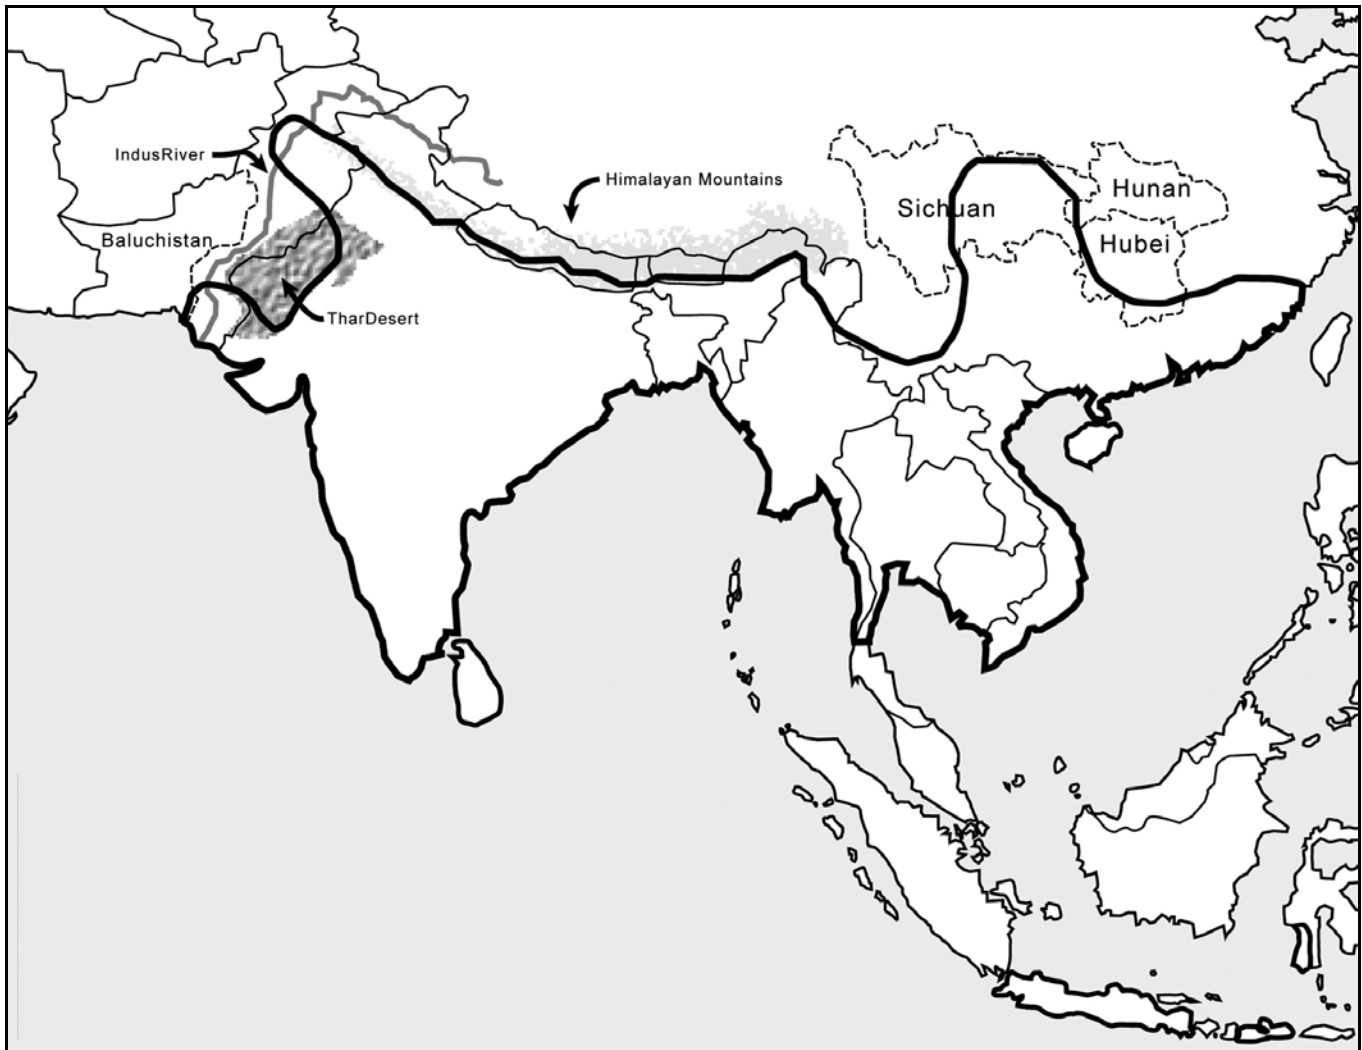 IndusRiver
Himalayan Mountains
Hunan
Sichuan
Baluchistan
Hubei
TharDesert